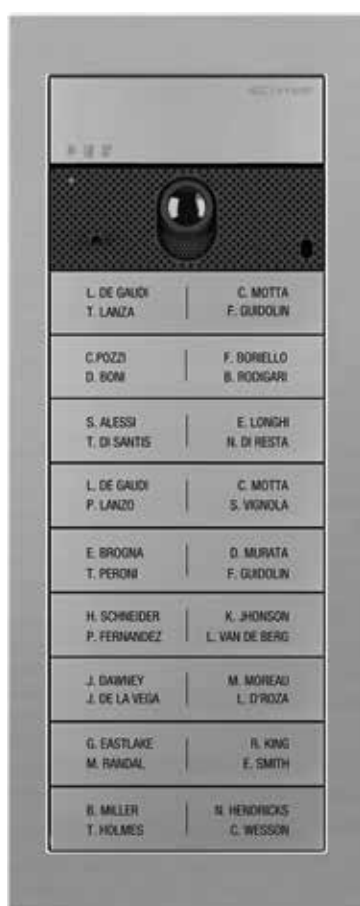 L. DE GAUDI C. MOTTA
T. LANZA F. GUIDOLIN
C.POZZI F. BORIELLO
D. BONI B. RODIGARI
S. ALESSI E. LONGHI
T. DI SANTIS N. DI RESTA
L. DE GAUDI C. MOTTA
P. LANZO S. VIGNOLA
E. BROGNA D. MURATA
T. PERONI F. GUIDOLIN
H. SCHNEIDER K. JHONSON
P. FERNANDEZ L. VAN DE BERG
J. DAWNEY M. MOREAU
J. DE LA VEGA L. D'ROZA
G. EASTLAKE R. KING
M. RANDAL E. SMITH
B. MILLER N. HENDRICKS
T. HOLMES C. WESSON